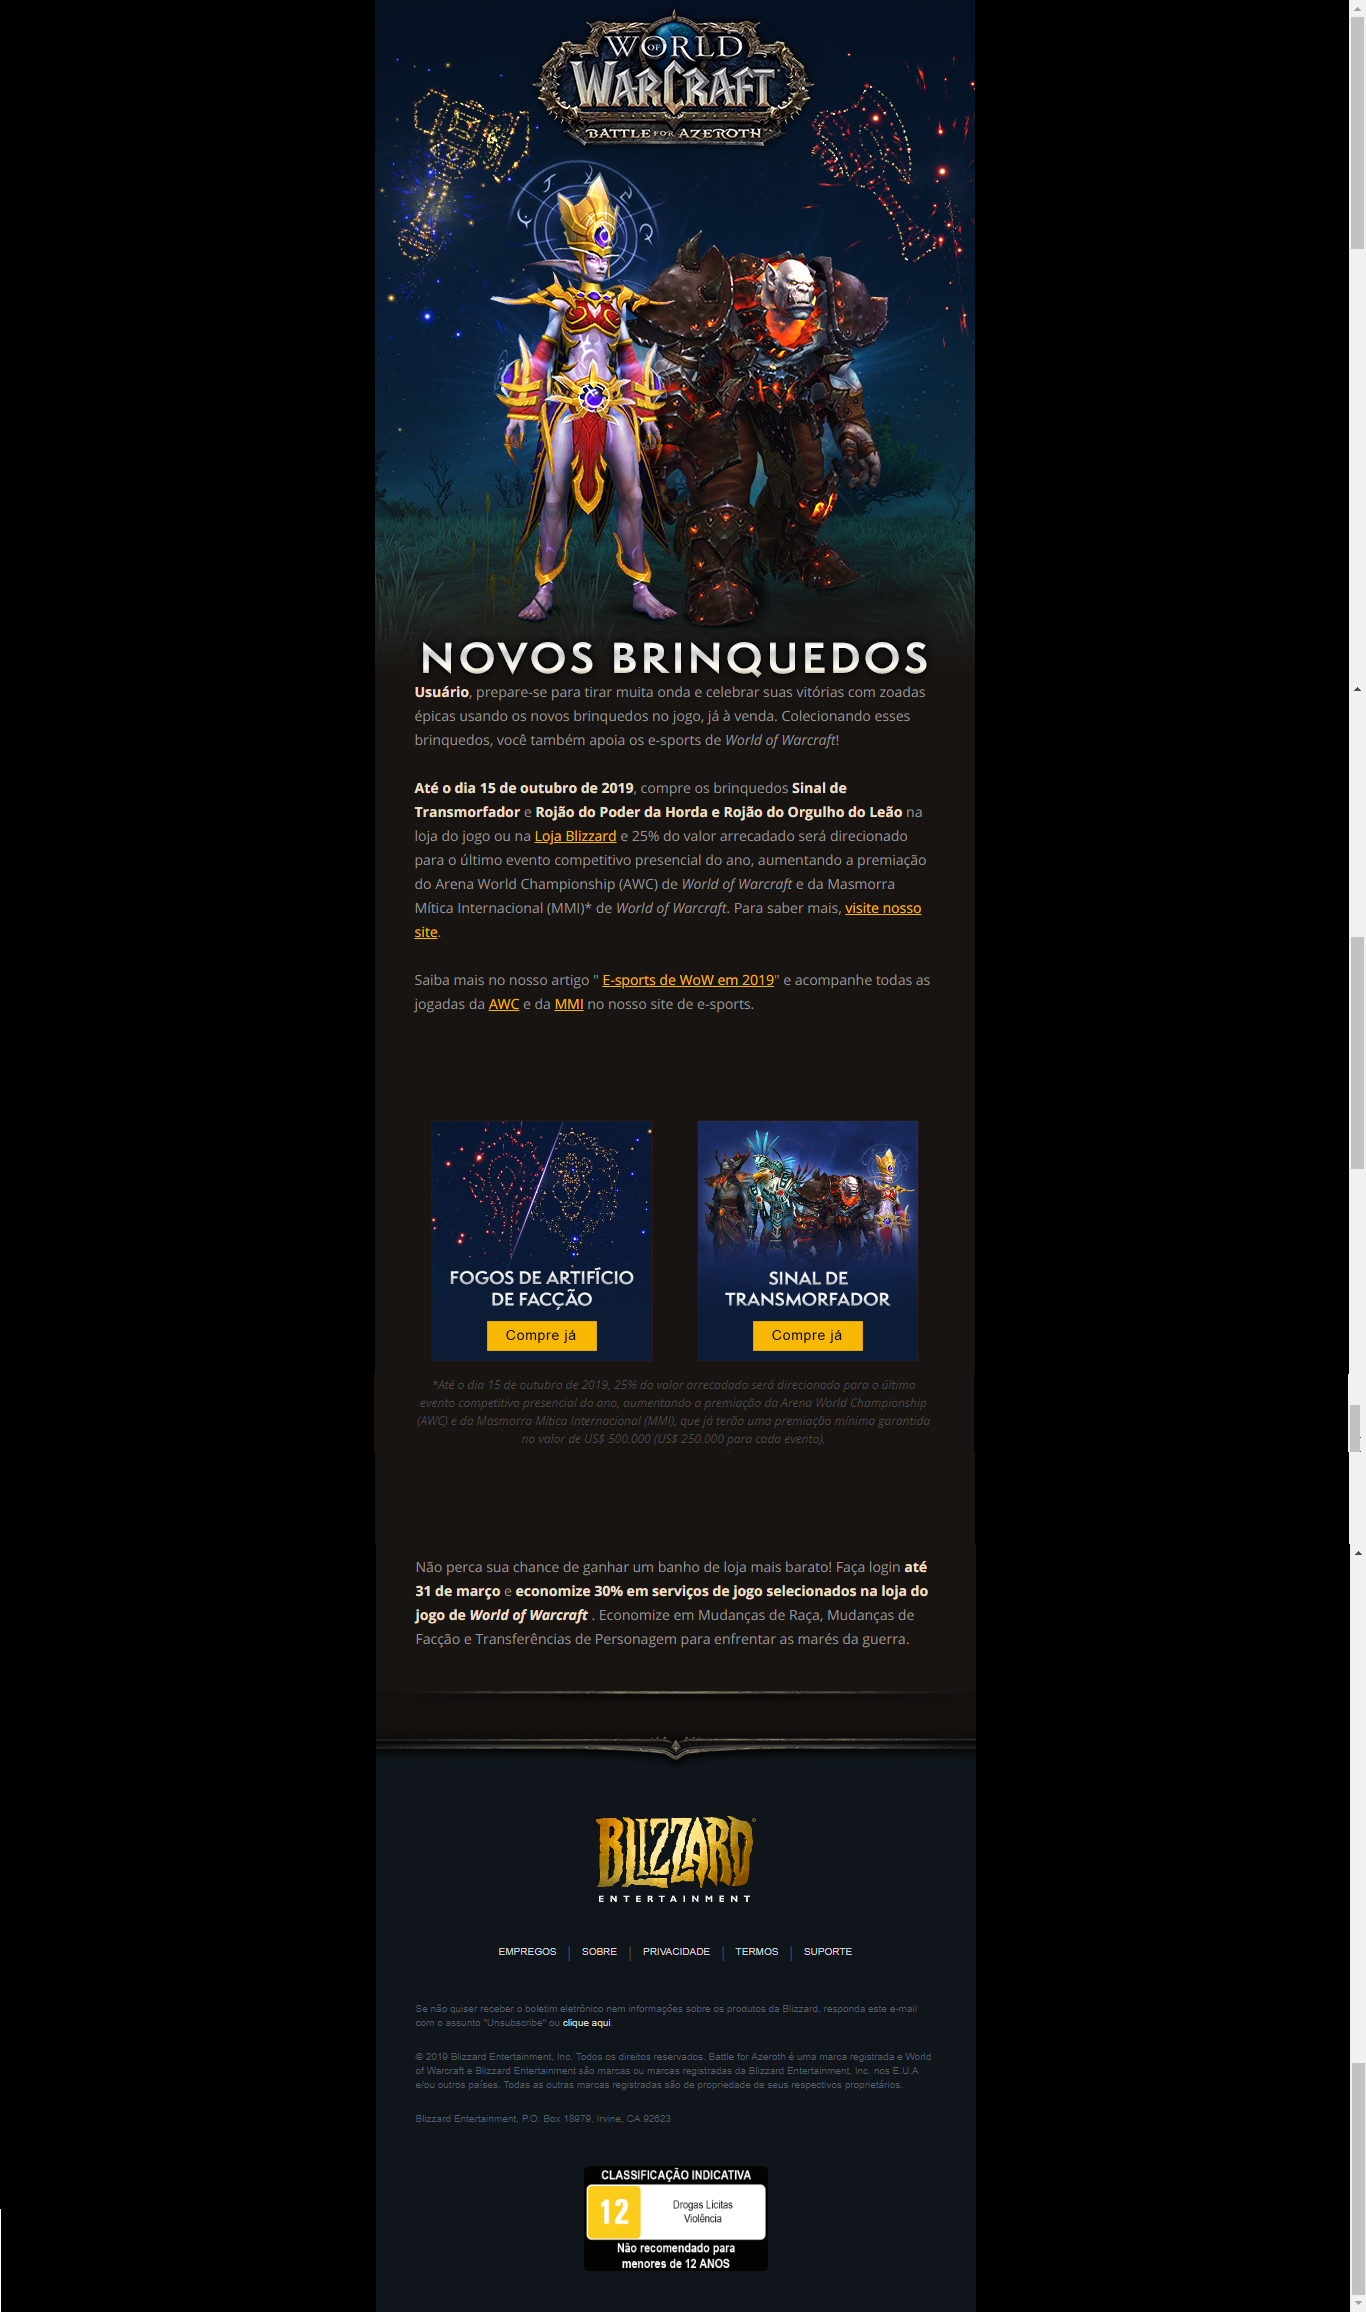 WORLD OF WARCRAFT
BATTLE FOR AZEROTH
NOVOS BRINQUEDOS
Usuário, prepare-se para tirar muita onda e celebrar suas vitórias com zoadas
épicas usando os novos brinquedos no jogo, já à venda. Colecionando esses
brinquedos, você também apoia os e-sports de World of Warcraft!
Até o dia 15 de outubro de 2019, compre os brinquedos Sinal de
Transmorfador e Rojão do Poder da Horda e Rojão do Orgulho do Leão na
loja do jogo ou na Loja Blizzard e 25% do valor arrecadado será direcionado
para o último evento competitivo presencial do ano, aumentando a premiação
do Arena World Championship (AWC) de World of Warcraft e da Masmorra
Mítica Internacional (MMI)* de World of Warcraft. Para saber mais, visite nosso
site.
Saiba mais no nosso artigo " E-sports de WoW em 2019" e acompanhe todas as
jogadas da AWC e da MMI no nosso site de e-sports.
FOGOS DE ARTIFÍCIO
DE FACÇÃO
Compre já
SINAL DE
TRANSMORFADOR
Compre já
*Até o dia 15 de outubro de 2019, 25% do valor arrecadado será direcionado para o último
evento competitivo presencial do ano, aumentando a premiação da Arena World Championship
(AWC) e da Masmorra Mítica Internacional (MMI), que já terão uma premiação mínima garantida
no valor de US$ 500.000 (US$ 250.000 para cada evento).
Não perca sua chance de ganhar um banho de loja mais barato! Faça login até
31 de março e economize 30% em serviços de jogo selecionados na loja do
jogo de World of Warcraft . Economize em Mudanças de Raça, Mudanças de
Facção e Transferências de Personagem para enfrentar as marés da guerra.
BLIZZARD
ENTERTAINMENT
EMPREGOS | SOBRE | PRIVACIDADE | TERMOS | SUPORTE
Se não quiser receber o boletim eletrônico nem informações sobre os produtos da Blizzard, responda este e-mail
com o assunto "Unsubscribe" ou clique aqui.
© 2019 Blizzard Entertainment, Inc. Todos os direitos reservados. Battle for Azeroth é uma marca registrada e World
of Warcraft e Blizzard Entertainment são marcas ou marcas registradas da Blizzard Entertainment, Inc. nos E.U.A
e/ou outros países. Todas as outras marcas registradas são de propriedade de seus respectivos proprietários.
Blizzard Entertainment, P.O. Box 18979, Irvine, CA 92623
CLASSIFICAÇÃO INDICATIVA
12
Drogas Lícitas
Violência
Não recomendado para
menores de 12 ANOS